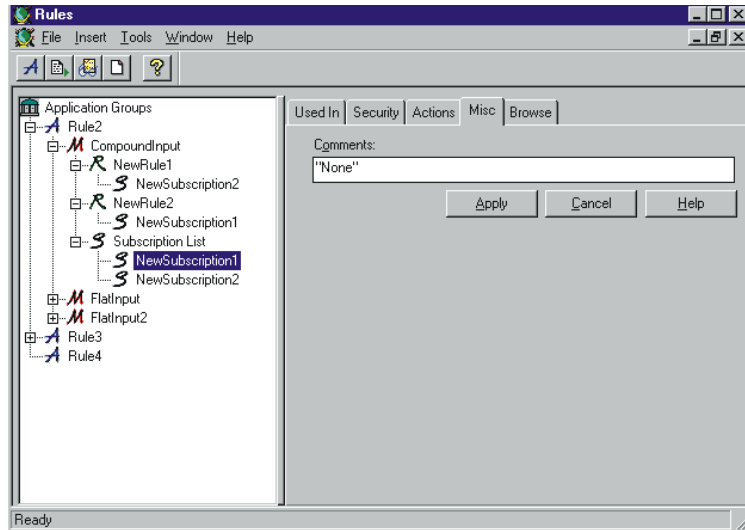 Rules
File Insert Tools Window Help
Application Groups
Rule2
CompoundInput
NewRule1
NewSubscription2
NewRule2
NewSubscription1
Subscription List
NewSubscription1
NewSubscription2
FlatInput
FlatInput2
Rule3
Rule4
Used In Security Actions Misc Browse
Comments:
"None"
Apply Cancel Help
Ready